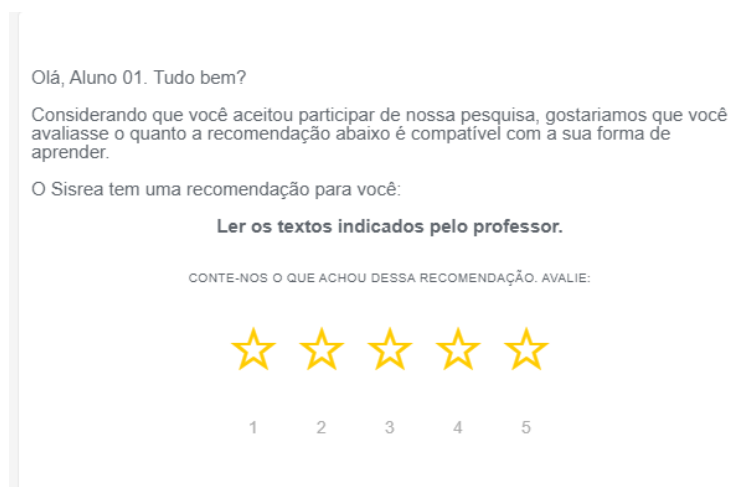 Olá, Aluno 01. Tudo bem?
Considerando que você aceitou participar de nossa pesquisa, gostariamos que você
avaliasse o quanto a recomendação abaixo é compatível com a sua forma de
aprender.
O Sisrea tem uma recomendação para você:
Ler os textos indicados pelo professor.
CONTE-NOS O QUE ACHOU DESSA RECOMENDAÇÃO. AVALIE:
1 2 3 4 5